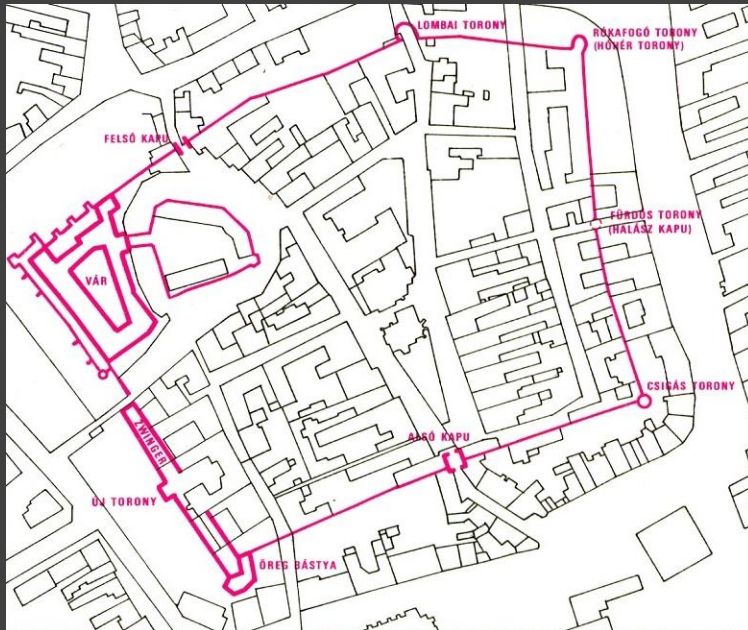 LOMBAI TORONY
RÓKAFOGÓ TORONY
(HÓHÉR TORONY)
FELSŐ KAPU
FÜRDŐS TORONY
(HALÁSZ KAPU)
VÁR
CSIGÁS TORONY
ZWINGER
ALSÓ KAPU
ÚJ TORONY
ÖREG BÁSTYA